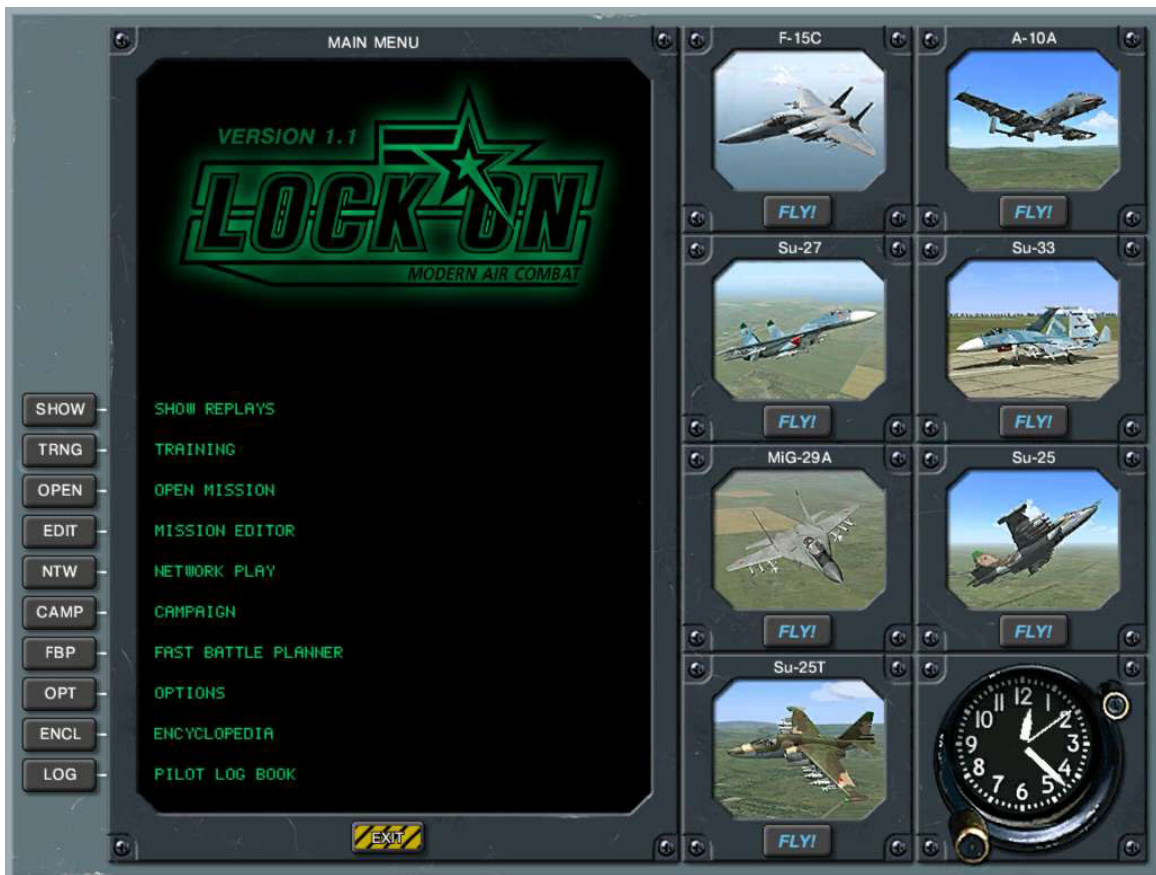 MAIN MENU
VERSION 1.1
LOCK ON
MODERN AIR COMBAT
SHOW SHOW REPLAYS
TRNG TRAINING
OPEN OPEN MISSION
EDIT MISSION EDITOR
NTW NETWORK PLAY
CAMP CAMPAIGN
FBP FAST BATTLE PLANNER
OPT OPTIONS
ENCL ENCYCLOPEDIA
LOG PILOT LOG BOOK
EXIT
F-15C
FLY!
A-10A
FLY!
Su-27
FLY!
Su-33
FLY!
MiG-29A
FLY!
Su-25
FLY!
Su-25T
FLY!
12 1 2 3 4 5 6 7 8 9 10 11